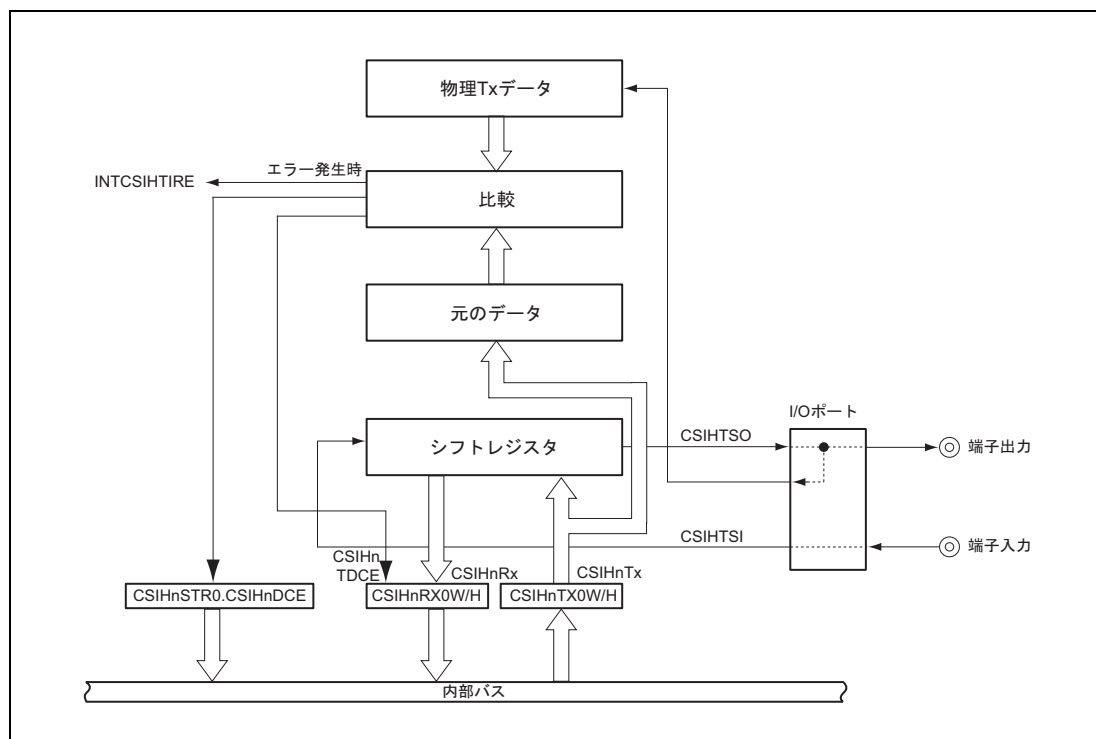 物理Txデータ
エラー発生時
INTCSIHTIRE
比較
元のデータ
I/Oポート
シフトレジスタ
CSIHTSO
端子出力
CSIHTSI
端子入力
CSIHn
TDCE
CSIHnRx
CSIHnTx
CSIHnSTR0.CSIHnDCE
CSIHnRX0W/H
CSIHnTX0W/H
内部バス